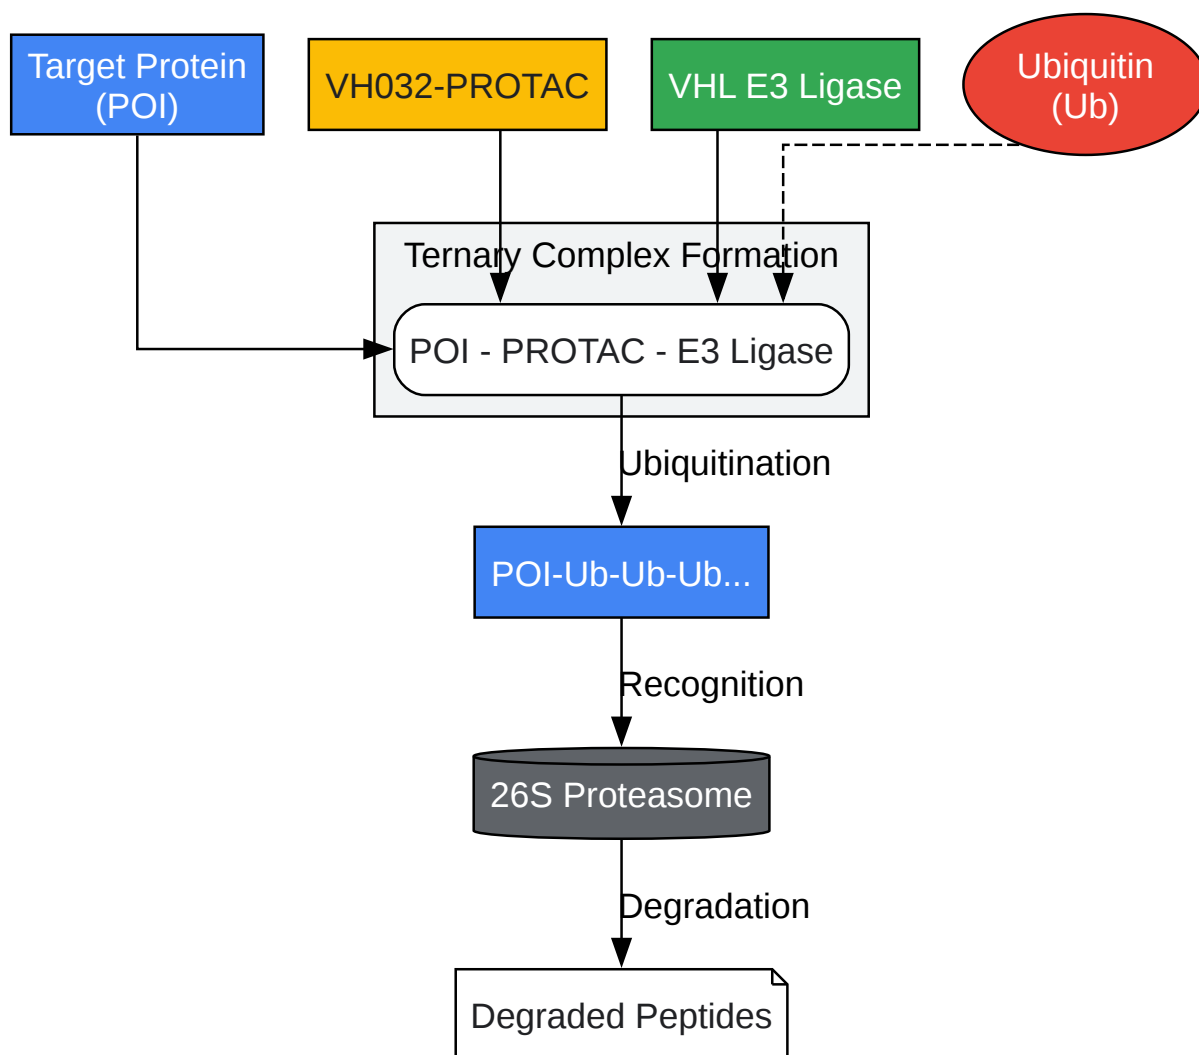 Target Protein
(POI)
VH032-PROTAC
VHL E3 Ligase
Ubiquitin
(Ub)
Ternary Complex Formation
POI - PROTAC - E3 Ligase
Ubiquitination
POI-Ub-Ub-Ub...
Recognition
26S Proteasome
Degradation
Degraded Peptides